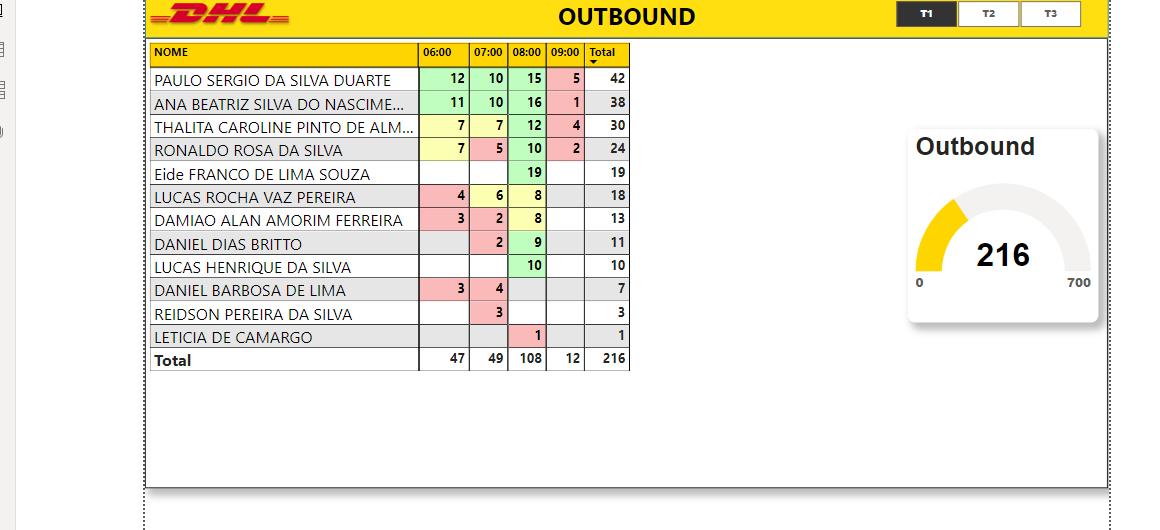 DHL OUTBOUND T1 T2 T3
NOME 06:00 07:00 08:00 09:00 Total
PAULO SERGIO DA SILVA DUARTE 12 10 15 5 42
ANA BEATRIZ SILVA DO NASCIME... 11 10 16 1 38
THALITA CAROLINE PINTO DE ALM... 7 7 12 4 30
RONALDO ROSA DA SILVA 7 5 10 2 24
Eide FRANCO DE LIMA SOUZA 19 19
LUCAS ROCHA VAZ PEREIRA 4 6 8 18
DAMIAO ALAN AMORIM FERREIRA 3 2 8 13
DANIEL DIAS BRITTO 2 9 11
LUCAS HENRIQUE DA SILVA 10 10
DANIEL BARBOSA DE LIMA 3 4 7
REIDSON PEREIRA DA SILVA 3 3
LETICIA DE CAMARGO 1 1
Total 47 49 108 12 216
Outbound
216
0 700